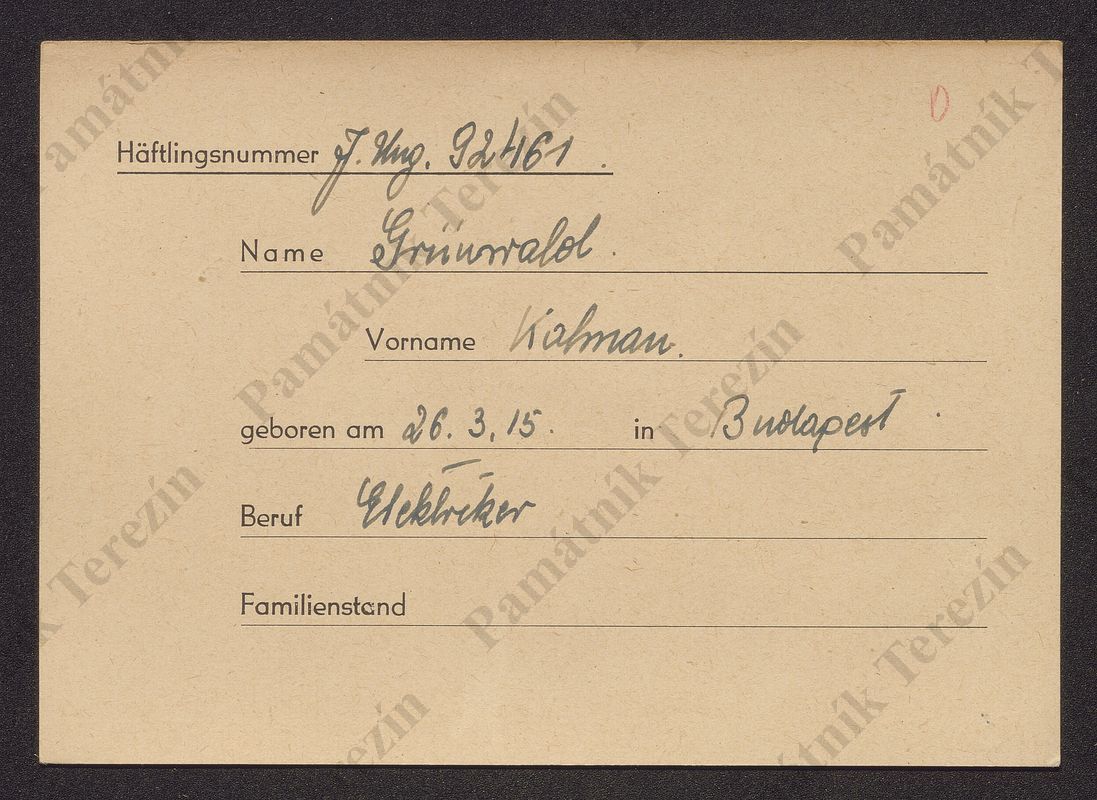 Häftlingsnummer J. Ung. 92461.
Name Grünwald.
Vorname Kalman.
geboren am 26. 3. 15. in Budapest.
Beruf Elektriker
Familienstand
Památník Terezín